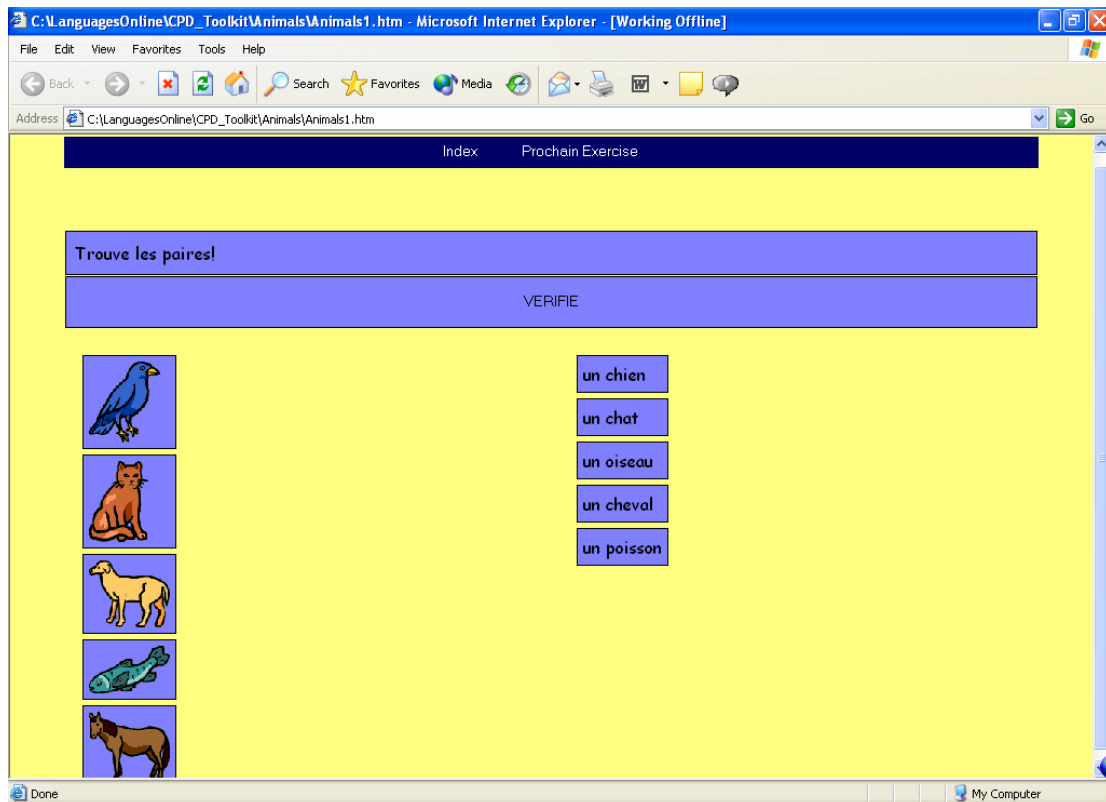 C:\LanguagesOnline\CPD_Toolkit\Animals\Animals1.htm - Microsoft Internet Explorer - [Working Offline]
File Edit View Favorites Tools Help
Back Search Favorites Media
Address C:\LanguagesOnline\CPD_Toolkit\Animals\Animals1.htm Go
Index Prochain Exercise
Trouve les paires!
VERIFIE
un chien
un chat
un oiseau
un cheval
un poisson
Done My Computer